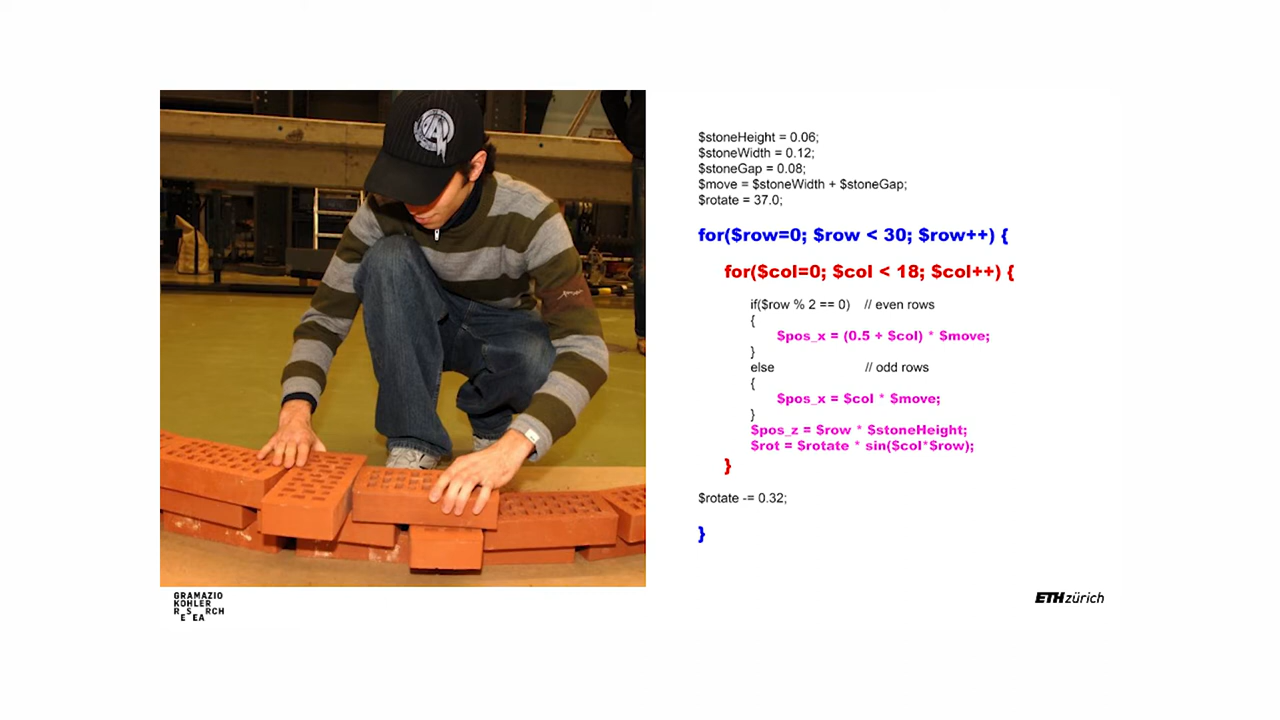 $stoneHeight = 0.06;
$stoneWidth = 0.12;
$stoneGap = 0.08;
$move = $stoneWidth + $stoneGap;
$rotate = 37.0;
for($row=0; $row < 30; $row++) {
for($col=0; $col < 18; $col++) {
if($row % 2 == 0) // even rows
{
$pos_x = (0.5 + $col) * $move;
}
else // odd rows
{
$pos_x = $col * $move;
}
$pos_z = $row * $stoneHeight;
$rot = $rotate * sin($col*$row);
}
$rotate -= 0.32;
}
GRAMAZIO
KOHLER
RESEARCH
ETH zürich